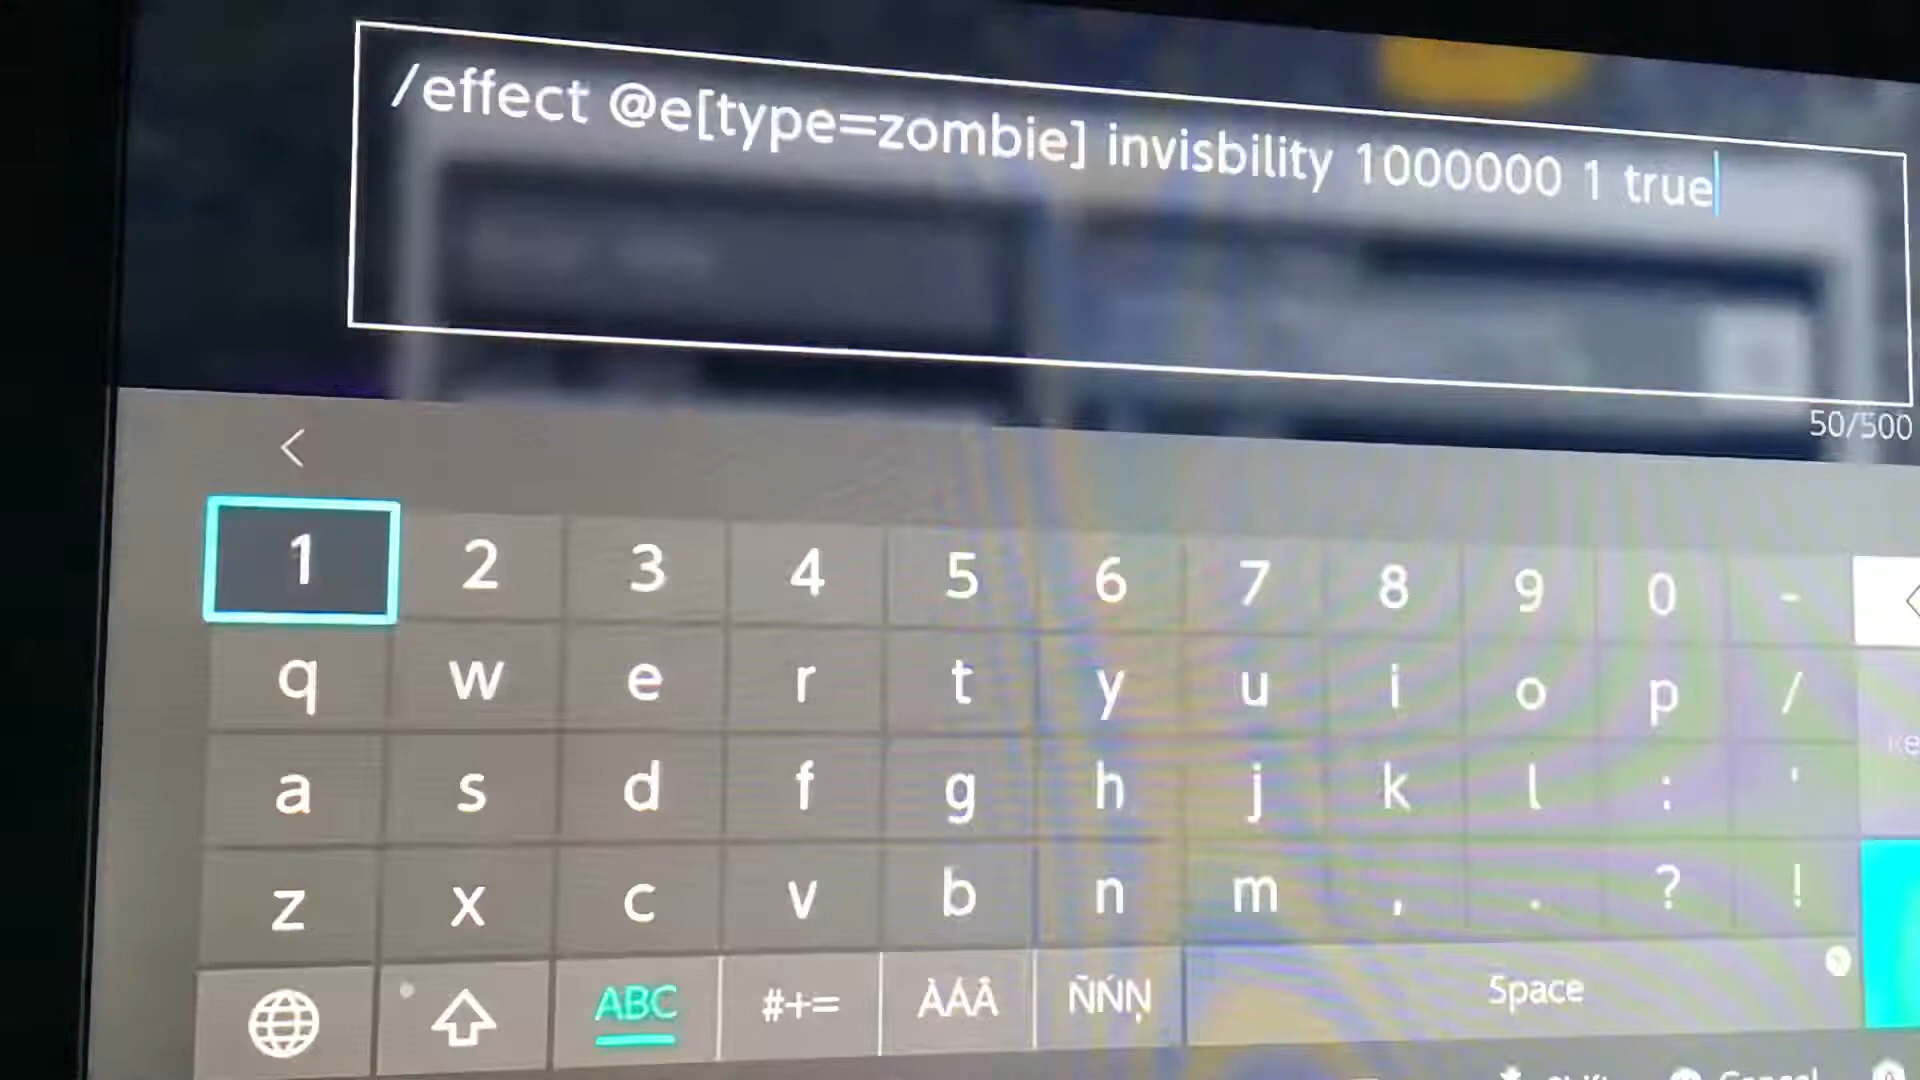 /effect @e[type=zombie] invisbility 1000000 1 true
50/500
1 2 3 4 5 6 7 8 9 0 -
q w e r t y u i o p /
a s d f g h j k l : '
z x c v b n m , . ? !
ABC #+= ÀÁÂ ÑŃŅ Space
Cancel